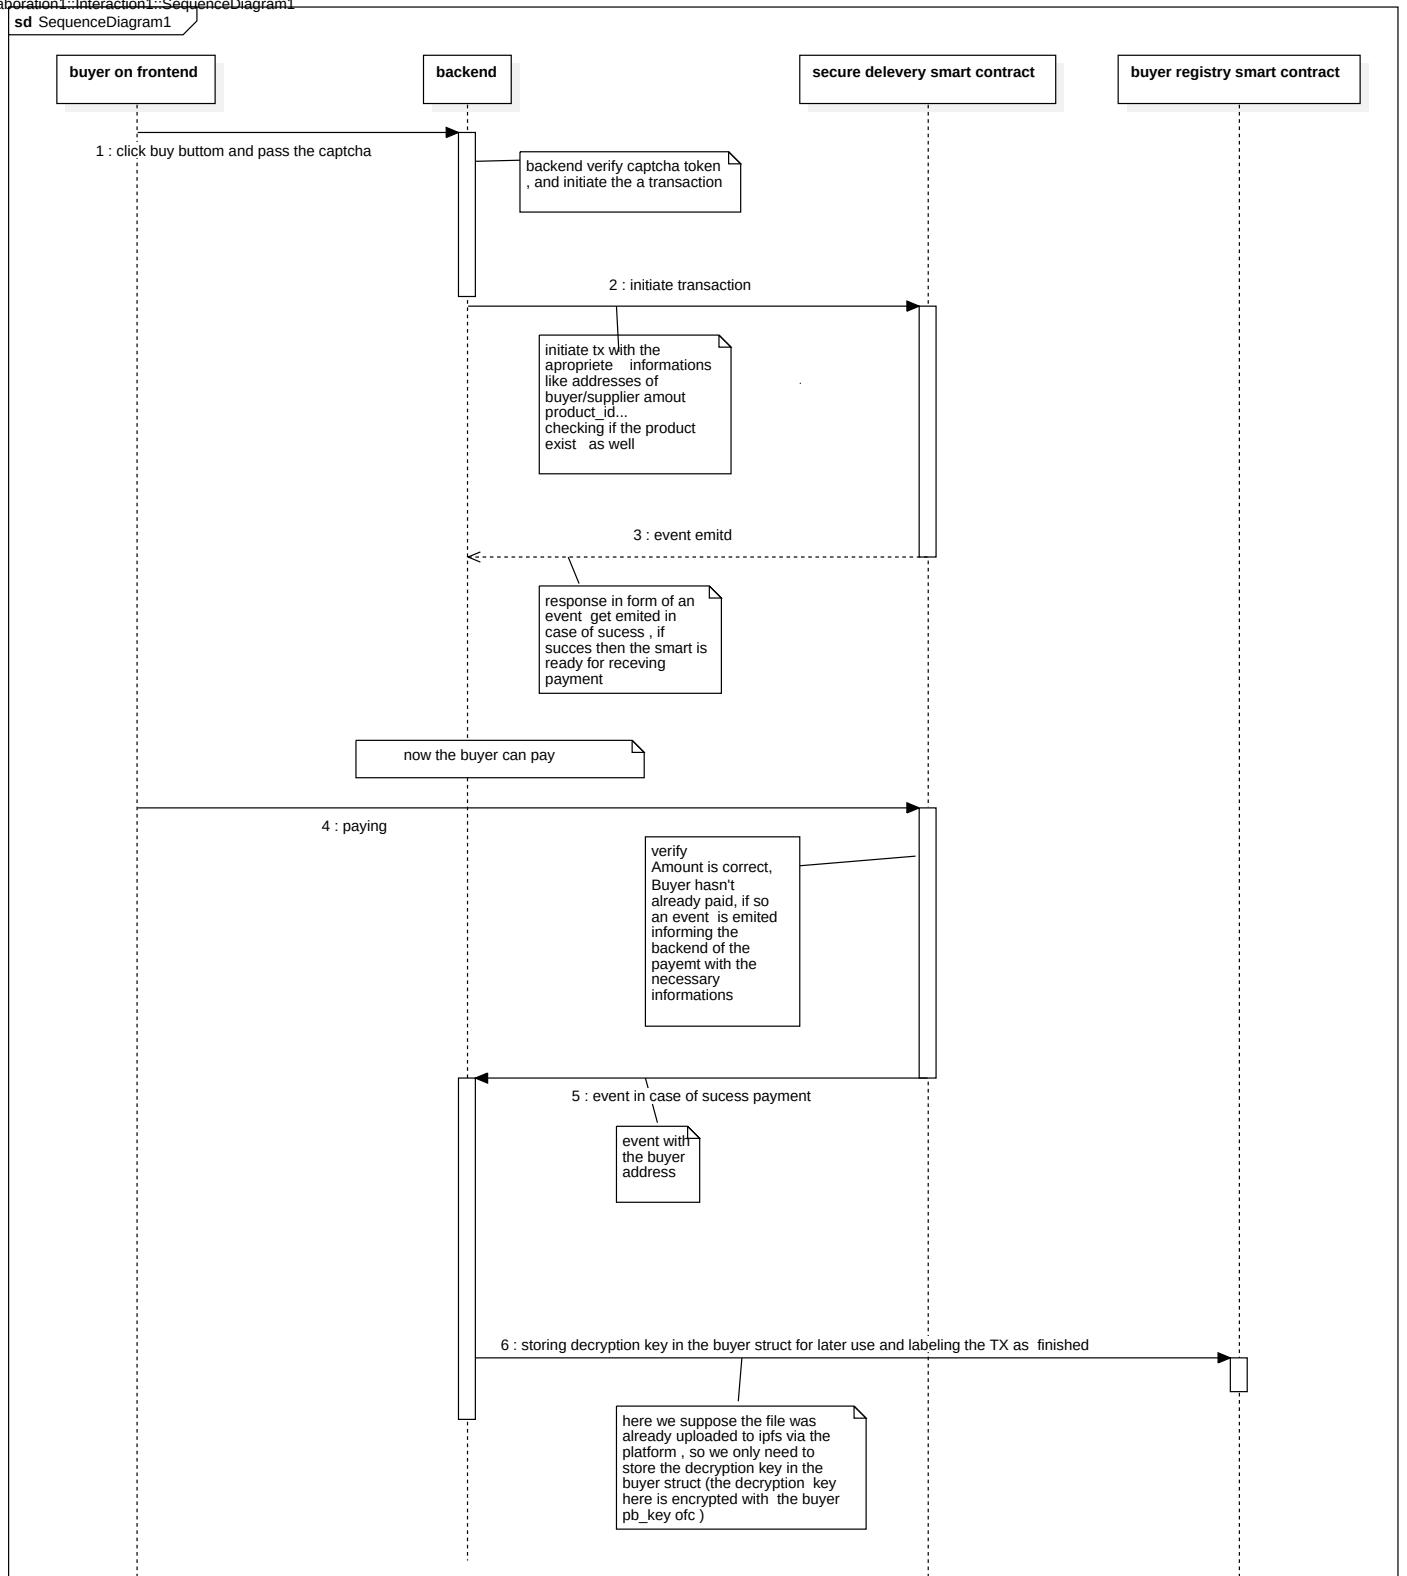 aboration1::Interaction1::SequenceDiagram1
sd SequenceDiagram1
buyer on frontend
backend
secure delevery smart contract
buyer registry smart contract
1 : click buy buttom and pass the captcha
backend verify captcha token
, and initiate the a transaction
2 : initiate transaction
initiate tx with the
apropriete informations
like addresses of
buyer/supplier amout
product_id...
checking if the product
exist as well
3 : event emitd
response in form of an
event get emited in
case of sucess , if
succes then the smart is
ready for receving
payment
now the buyer can pay
4 : paying
verify
Amount is correct,
Buyer hasn't
already paid, if so
an event is emited
informing the
backend of the
payemt with the
necessary
informations
5 : event in case of sucess payment
event with
the buyer
address
6 : storing decryption key in the buyer struct for later use and labeling the TX as finished
here we suppose the file was
already uploaded to ipfs via the
platform , so we only need to
store the decryption key in the
buyer struct (the decryption key
here is encrypted with the buyer
pb_key ofc )